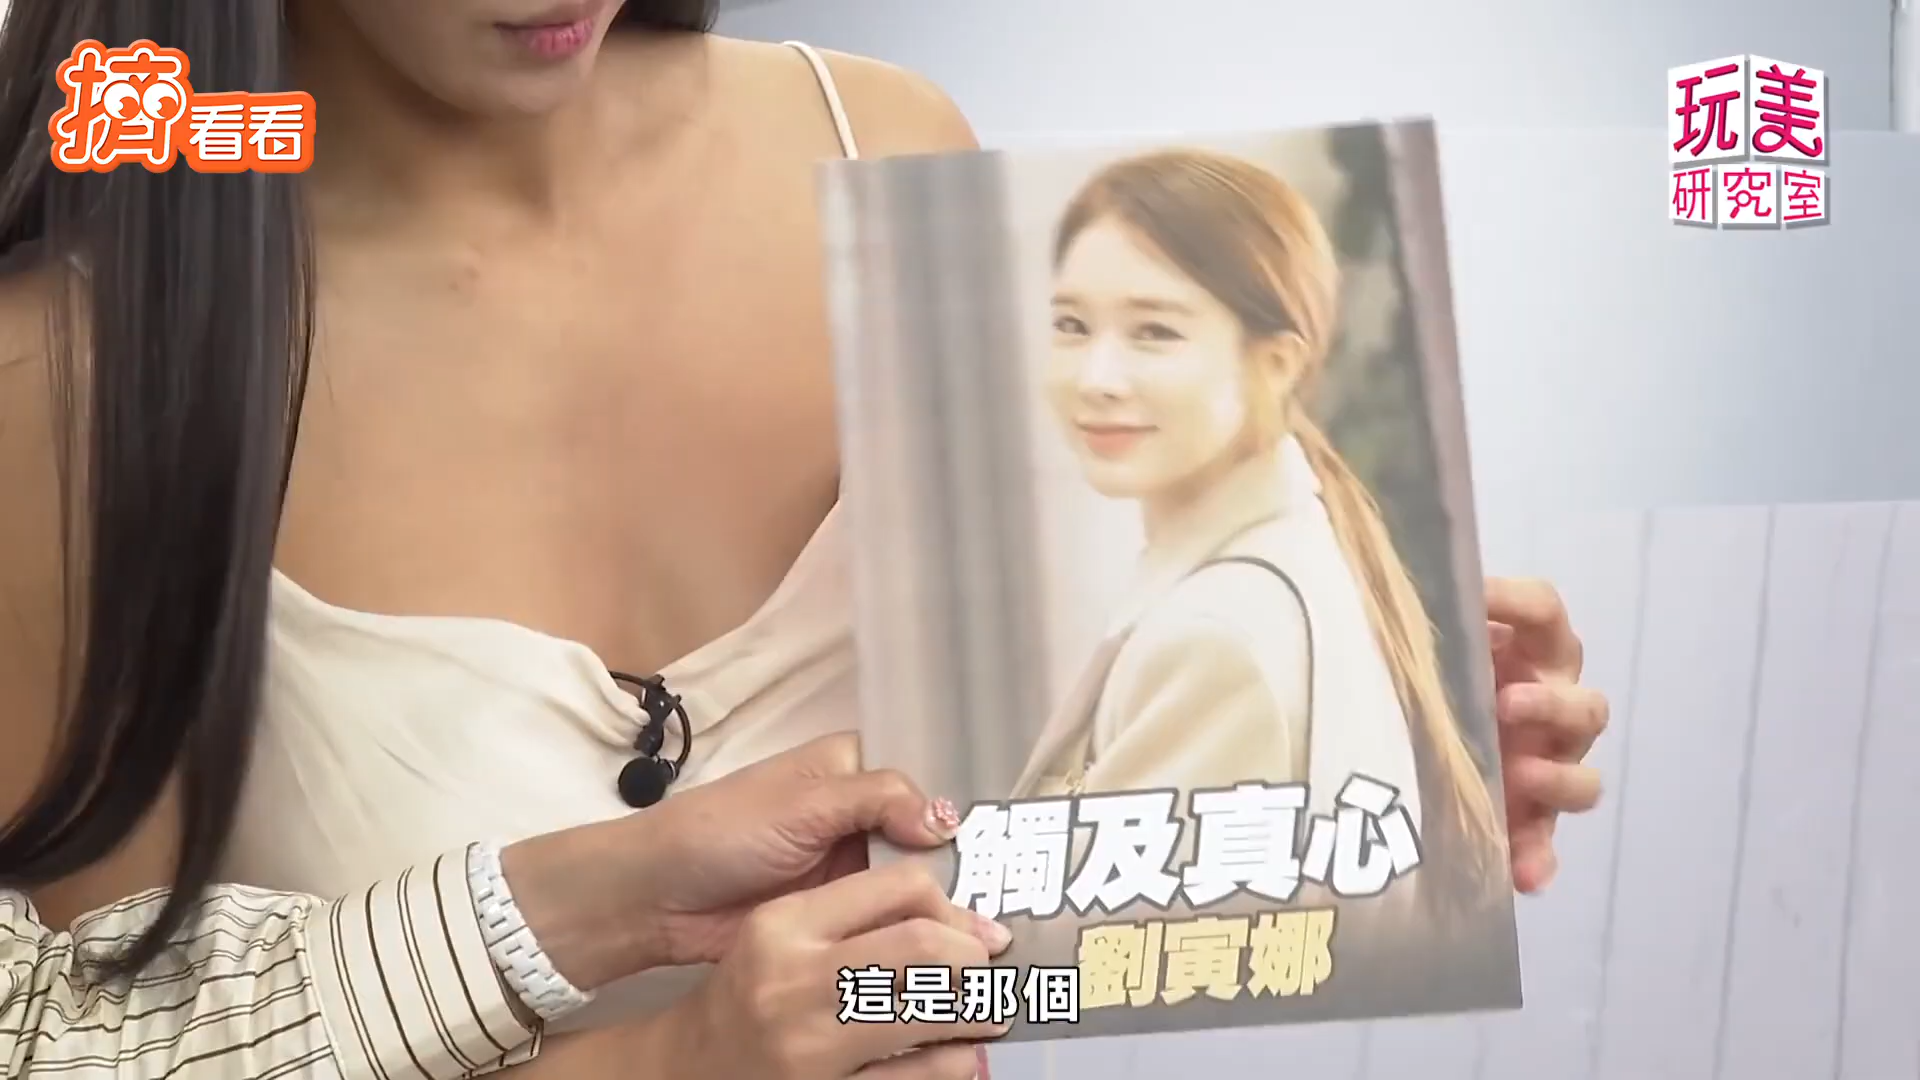 擠看看
玩美
研究室
觸及真心
劉寅娜
這是那個